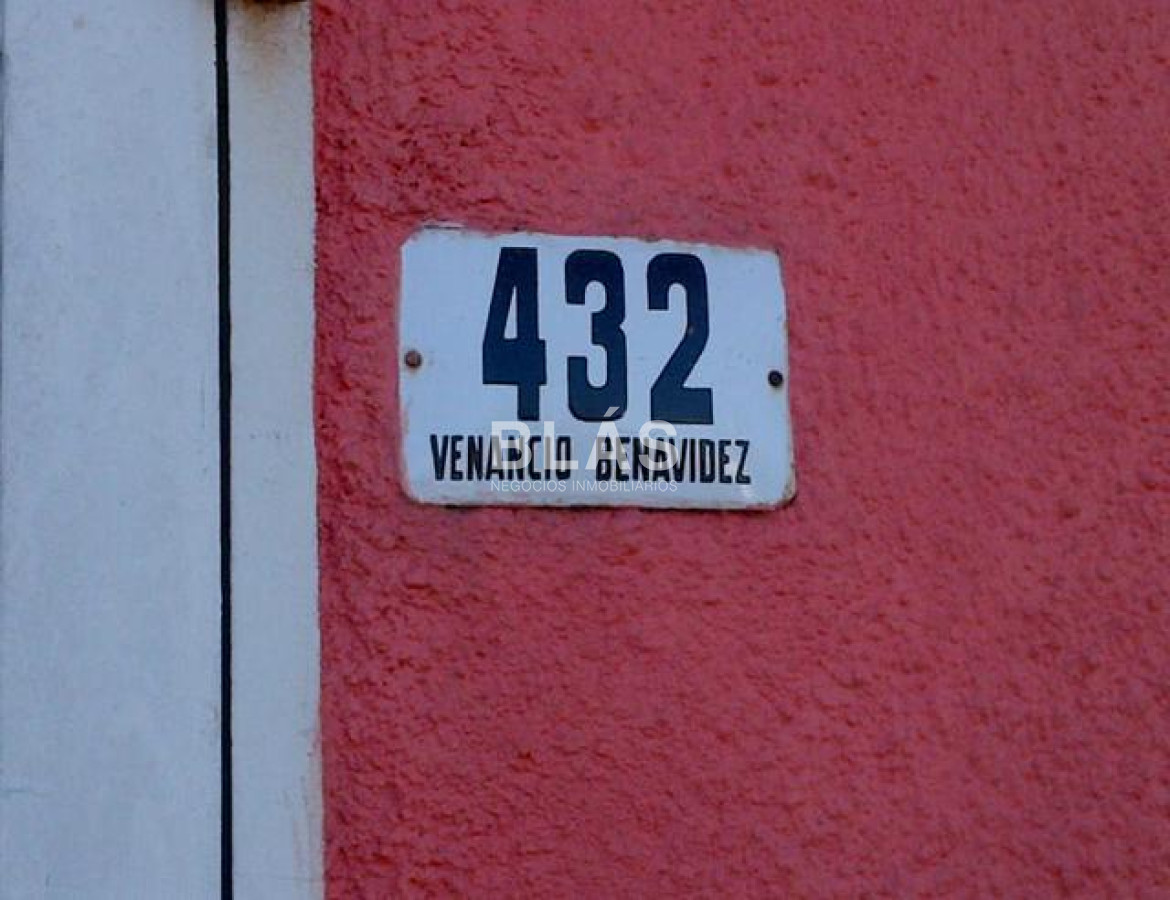 432
VENANCIO BENAVIDEZ
BLÁS
NEGOCIOS INMOBILIARIOS